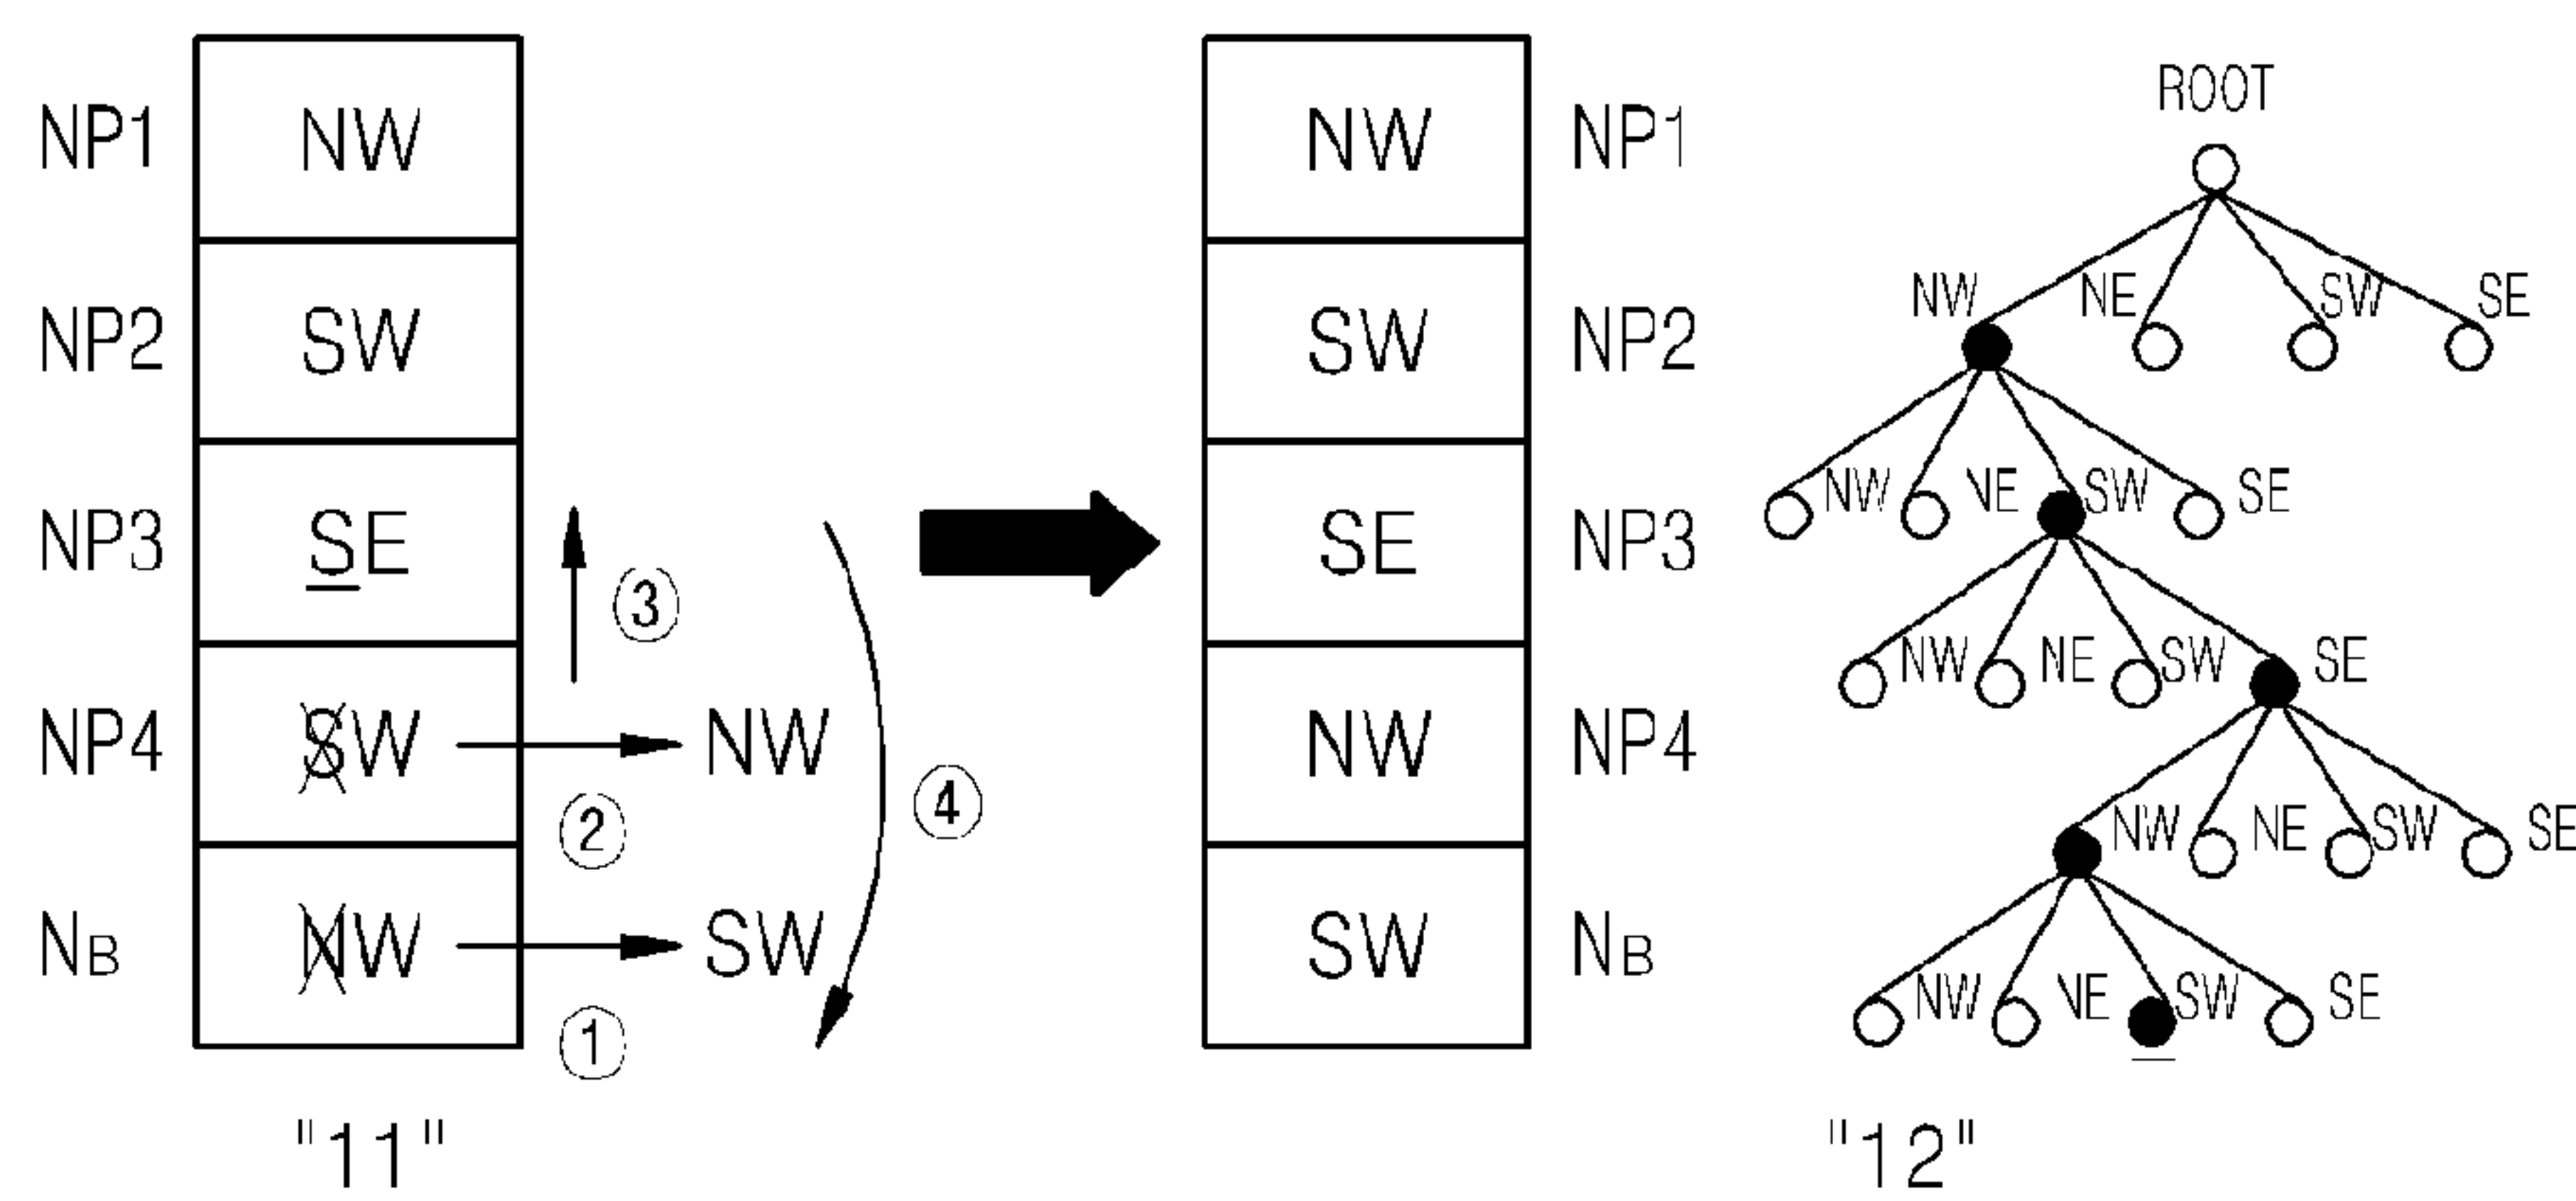 ROOT
NP1 NW NW NP1
NW NE SW SE
NP2 SW SW NP2
NW NE SW SE
NP3 SE SE NP3
③
NW NE SW SE
NP4 SW NW NW NP4
② ④
NW NE SW SE
NB NW SW SW NB
NW NE SW SE
①
"11" "12"